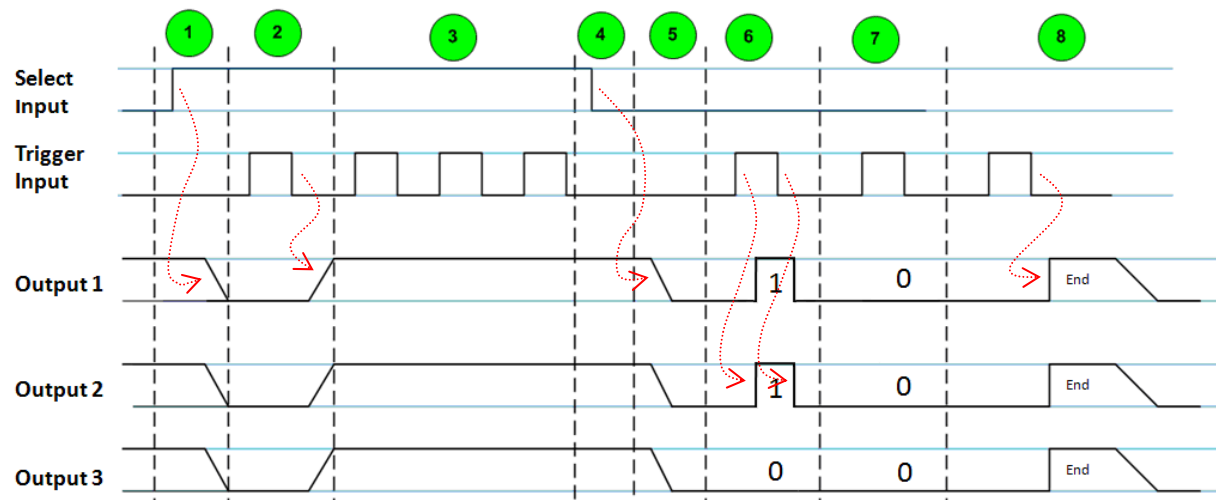 1 2 3 4 5 6 7 8
Select
Input
Trigger
Input
Output 1 1 0 End
Output 2 1 0 End
Output 3 0 0 End